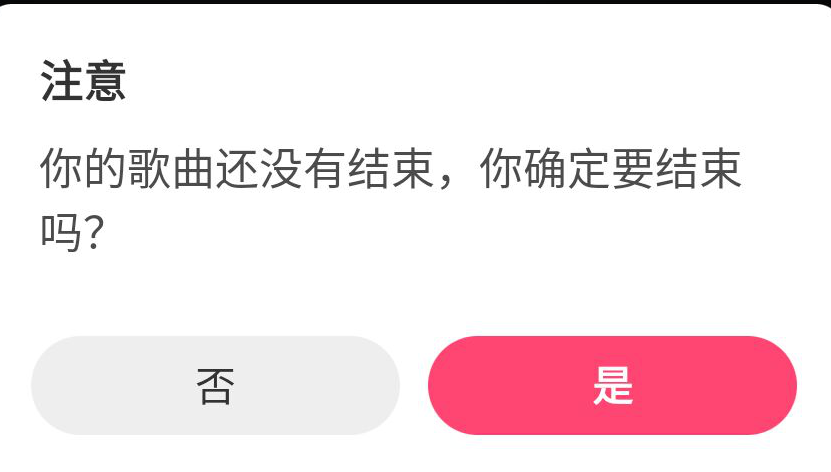 注意
你的歌曲还没有结束，你确定要结束
吗？
否
是